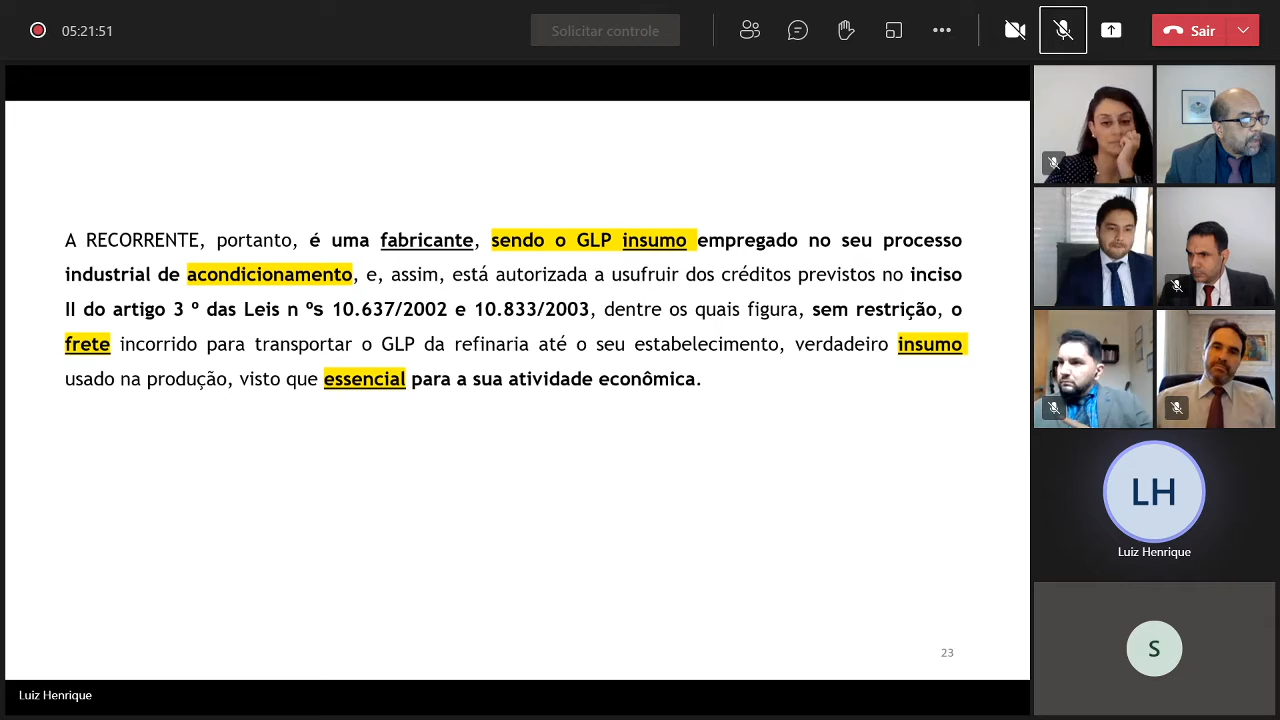 05:21:51
Solicitar controle
Sair
A RECORRENTE, portanto, é uma fabricante, sendo o GLP insumo empregado no seu processo
industrial de acondicionamento, e, assim, está autorizada a usufruir dos créditos previstos no inciso
II do artigo 3 º das Leis n ºs 10.637/2002 e 10.833/2003, dentre os quais figura, sem restrição, o
frete incorrido para transportar o GLP da refinaria até o seu estabelecimento, verdadeiro insumo
usado na produção, visto que essencial para a sua atividade econômica.
23
Luiz Henrique
LH
Luiz Henrique
S